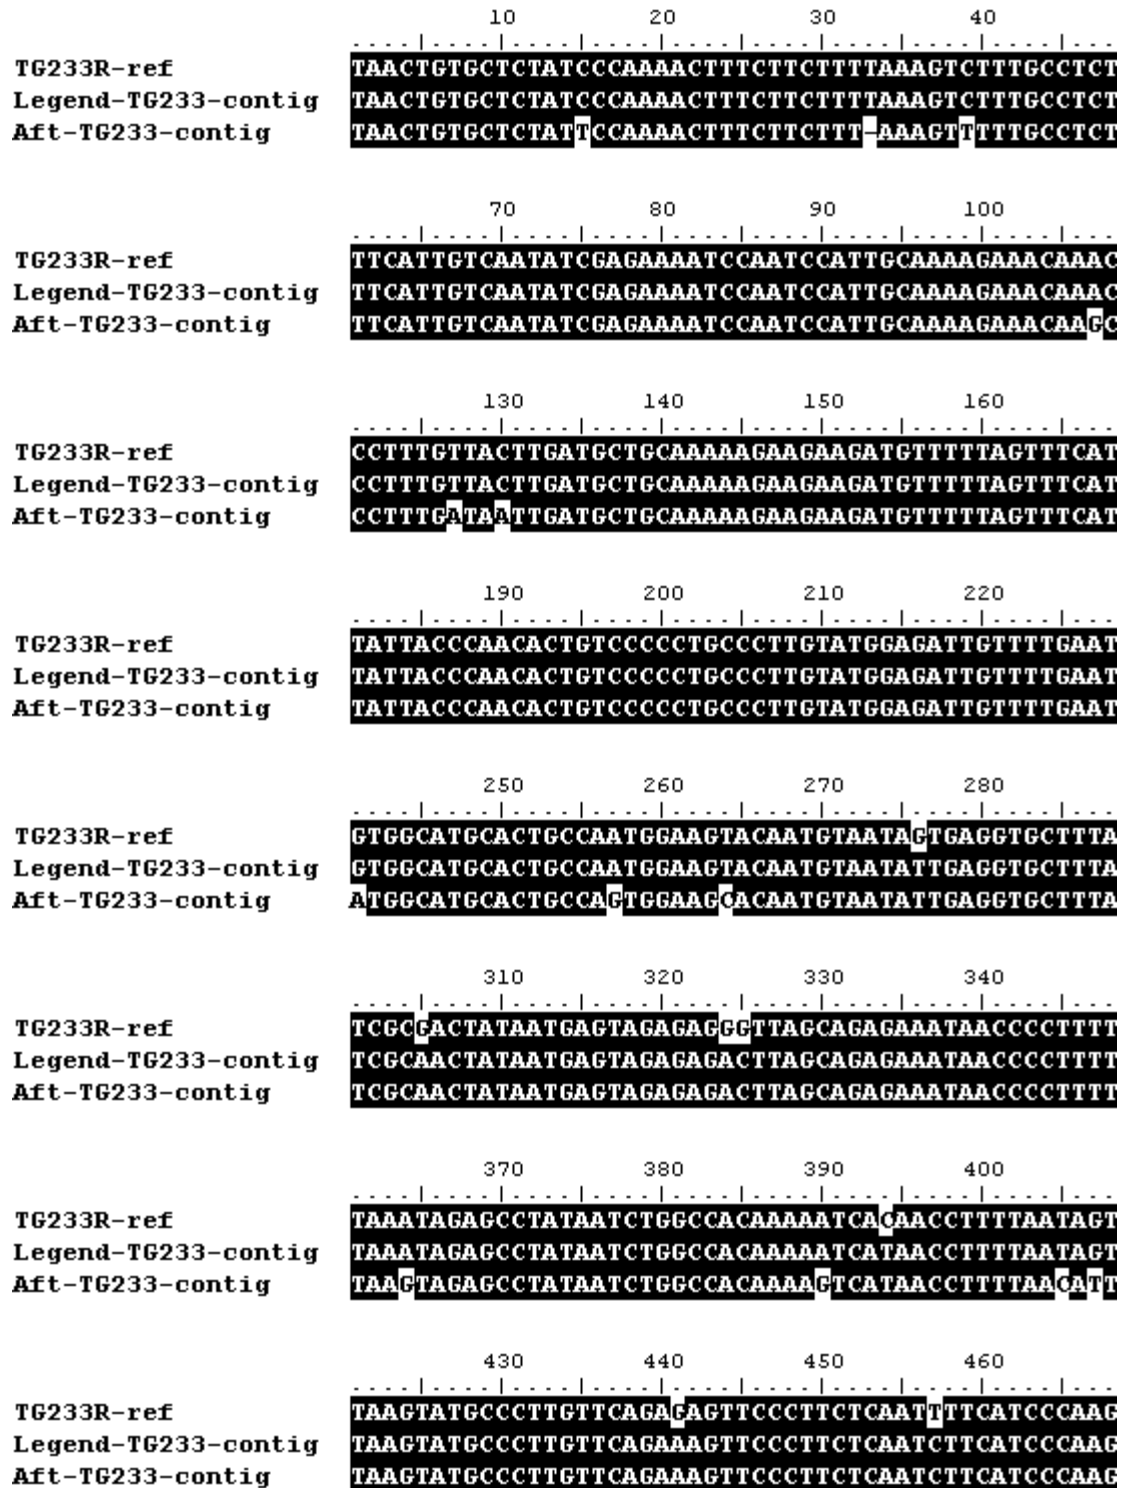 10 20 30 40
TG233R-ref TAACTGTGCTCTATCCCAAAACTTTCTTCTTTTAAAGTCTTTGCCTCT
Legend-TG233-contig TAACTGTGCTCTATCCCAAAACTTTCTTCTTTTAAAGTCTTTGCCTCT
Aft-TG233-contig TAACTGTGCTCTATTCCAAAACTTTCTTCTTT-AAAGTTTTTGCCTCT
70 80 90 100
TG233R-ref TTCATTGTCAATATCGAGAAAATCCAATCCATTGCAAAAGAAACAAAC
Legend-TG233-contig TTCATTGTCAATATCGAGAAAATCCAATCCATTGCAAAAGAAACAAAC
Aft-TG233-contig TTCATTGTCAATATCGAGAAAATCCAATCCATTGCAAAAGAAACAAGC
130 140 150 160
TG233R-ref CCTTTGTTACTTGATGCTGCAAAAAGAAGAAGATGTTTTTAGTTTCAT
Legend-TG233-contig CCTTTGTTACTTGATGCTGCAAAAAGAAGAAGATGTTTTTAGTTTCAT
Aft-TG233-contig CCTTTGATAATTGATGCTGCAAAAAGAAGAAGATGTTTTTAGTTTCAT
190 200 210 220
TG233R-ref TATTACCCAACACTGTCCCCCTGCCCTTGTATGGAGATTGTTTTGAAT
Legend-TG233-contig TATTACCCAACACTGTCCCCCTGCCCTTGTATGGAGATTGTTTTGAAT
Aft-TG233-contig TATTACCCAACACTGTCCCCCTGCCCTTGTATGGAGATTGTTTTGAAT
250 260 270 280
TG233R-ref GTGGCATGCACTGCCAATGGAAGTACAATGTAATAGTGAGGTGCTTTA
Legend-TG233-contig GTGGCATGCACTGCCAATGGAAGTACAATGTAATATTGAGGTGCTTTA
Aft-TG233-contig ATGGCATGCACTGCCAGTGGAAGCACAATGTAATATTGAGGTGCTTTA
310 320 330 340
TG233R-ref TCGCGACTATAATGAGTAGAGAGGGTTAGCAGAGAAATAACCCCTTTT
Legend-TG233-contig TCGCAACTATAATGAGTAGAGAGACTTAGCAGAGAAATAACCCCTTTT
Aft-TG233-contig TCGCAACTATAATGAGTAGAGAGACTTAGCAGAGAAATAACCCCTTTT
370 380 390 400
TG233R-ref TAAATAGAGCCTATAATCTGGCCACAAAAATCACAACCTTTTAATAGT
Legend-TG233-contig TAAATAGAGCCTATAATCTGGCCACAAAAATCATAACCTTTTAATAGT
Aft-TG233-contig TAAGTAGAGCCTATAATCTGGCCACAAAAGTCATAACCTTTTAACATT
430 440 450 460
TG233R-ref TAAGTATGCCCTTGTTCAGAGAGTTCCCTTCTCAATTTTCATCCCAAG
Legend-TG233-contig TAAGTATGCCCTTGTTCAGAAAGTTCCCTTCTCAATCTTCATCCCAAG
Aft-TG233-contig TAAGTATGCCCTTGTTCAGAAAGTTCCCTTCTCAATCTTCATCCCAAG